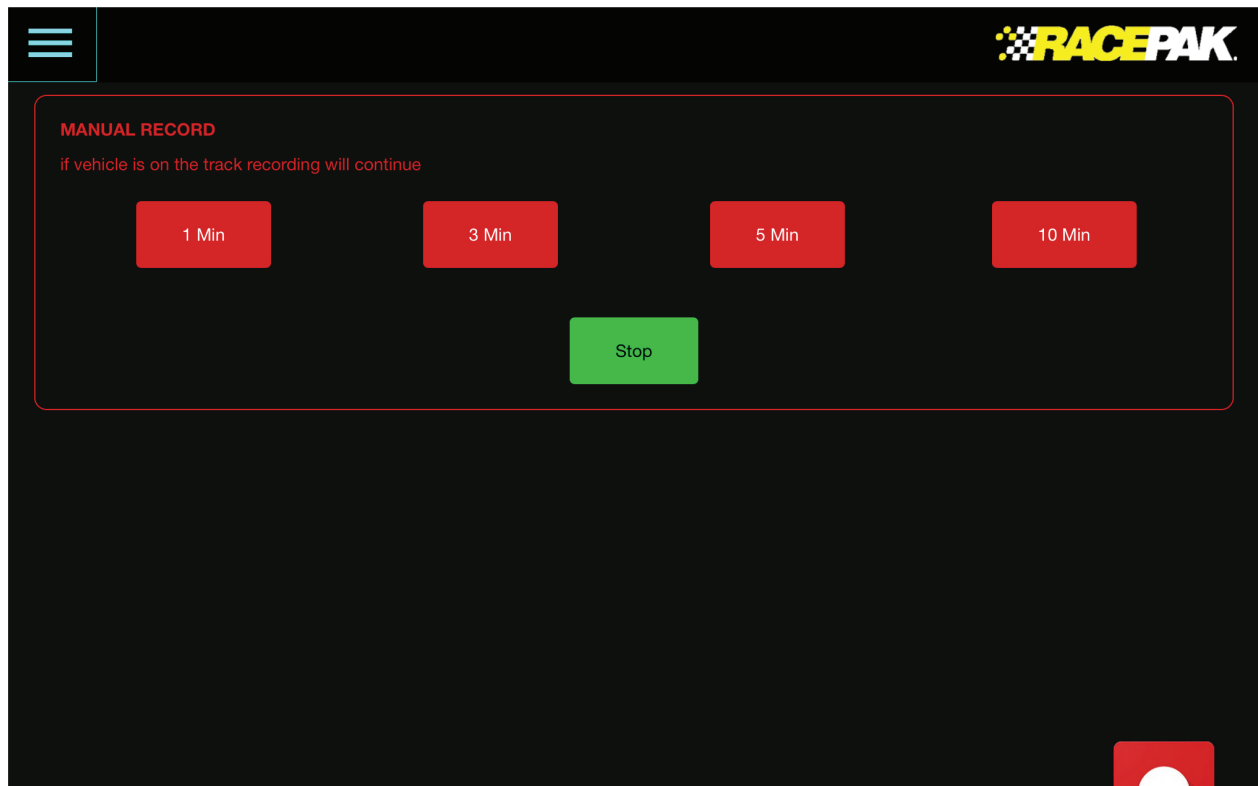 RACEPAK.
MANUAL RECORD
if vehicle is on the track recording will continue
1 Min
3 Min
5 Min
10 Min
Stop